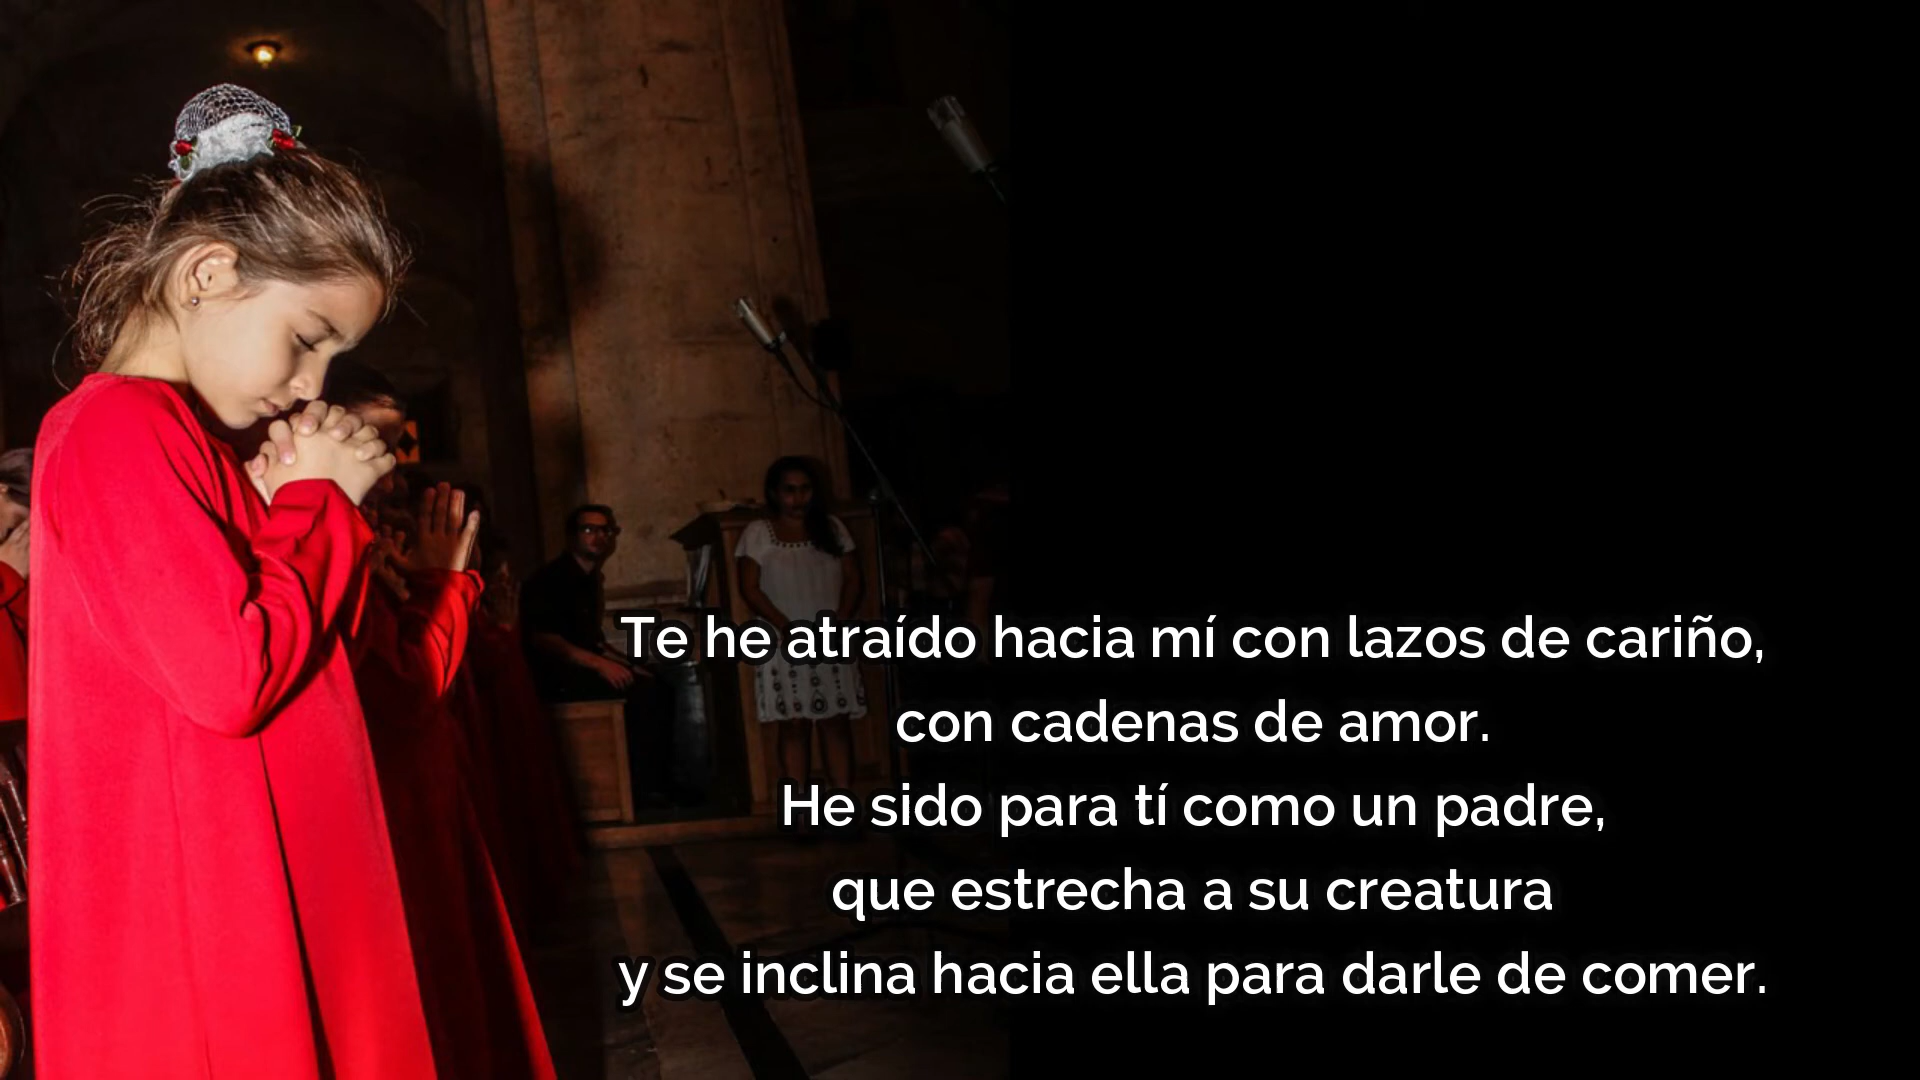 Te he atraído hacia mí con lazos de cariño,
con cadenas de amor.
He sido para tí como un padre,
que estrecha a su creatura
y se inclina hacia ella para darle de comer.